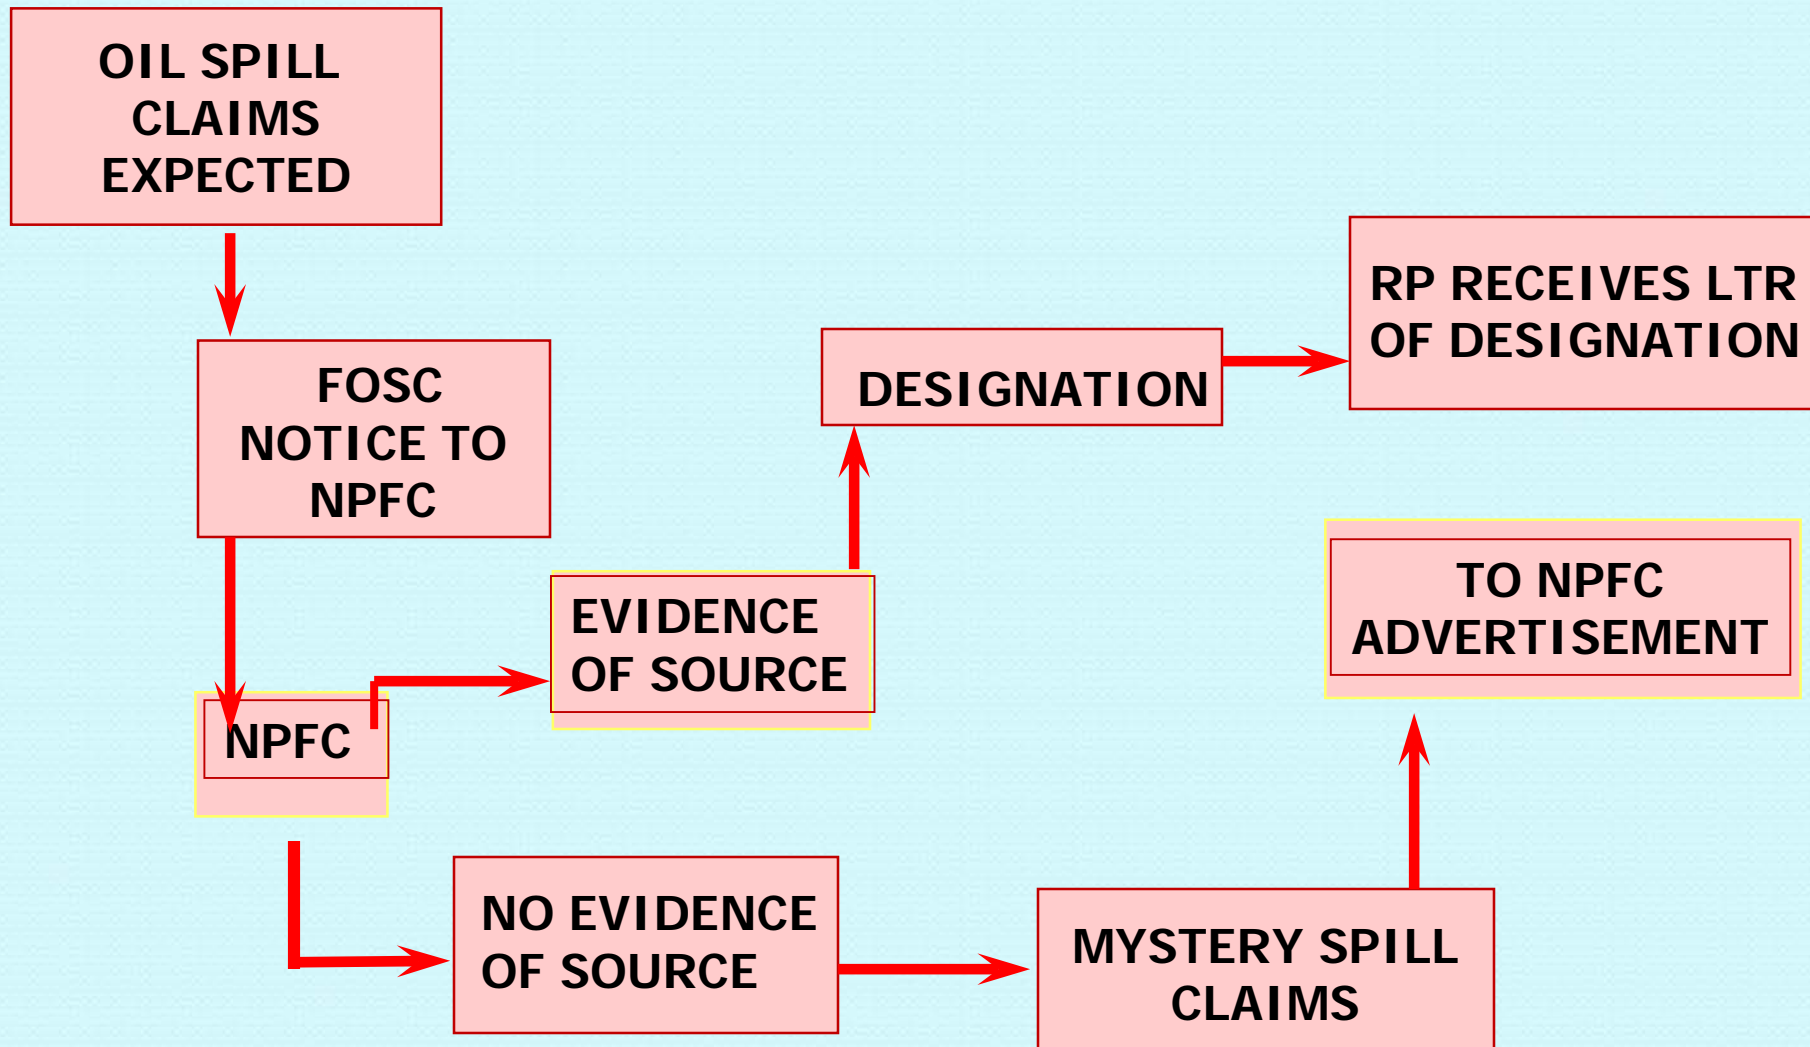 OIL SPILL
CLAIMS
EXPECTED
FOSC
NOTICE TO
NPFC
NPFC
EVIDENCE
OF SOURCE
DESIGNATION
RP RECEIVES LTR
OF DESIGNATION
NO EVIDENCE
OF SOURCE
MYSTERY SPILL
CLAIMS
TO NPFC
ADVERTISEMENT